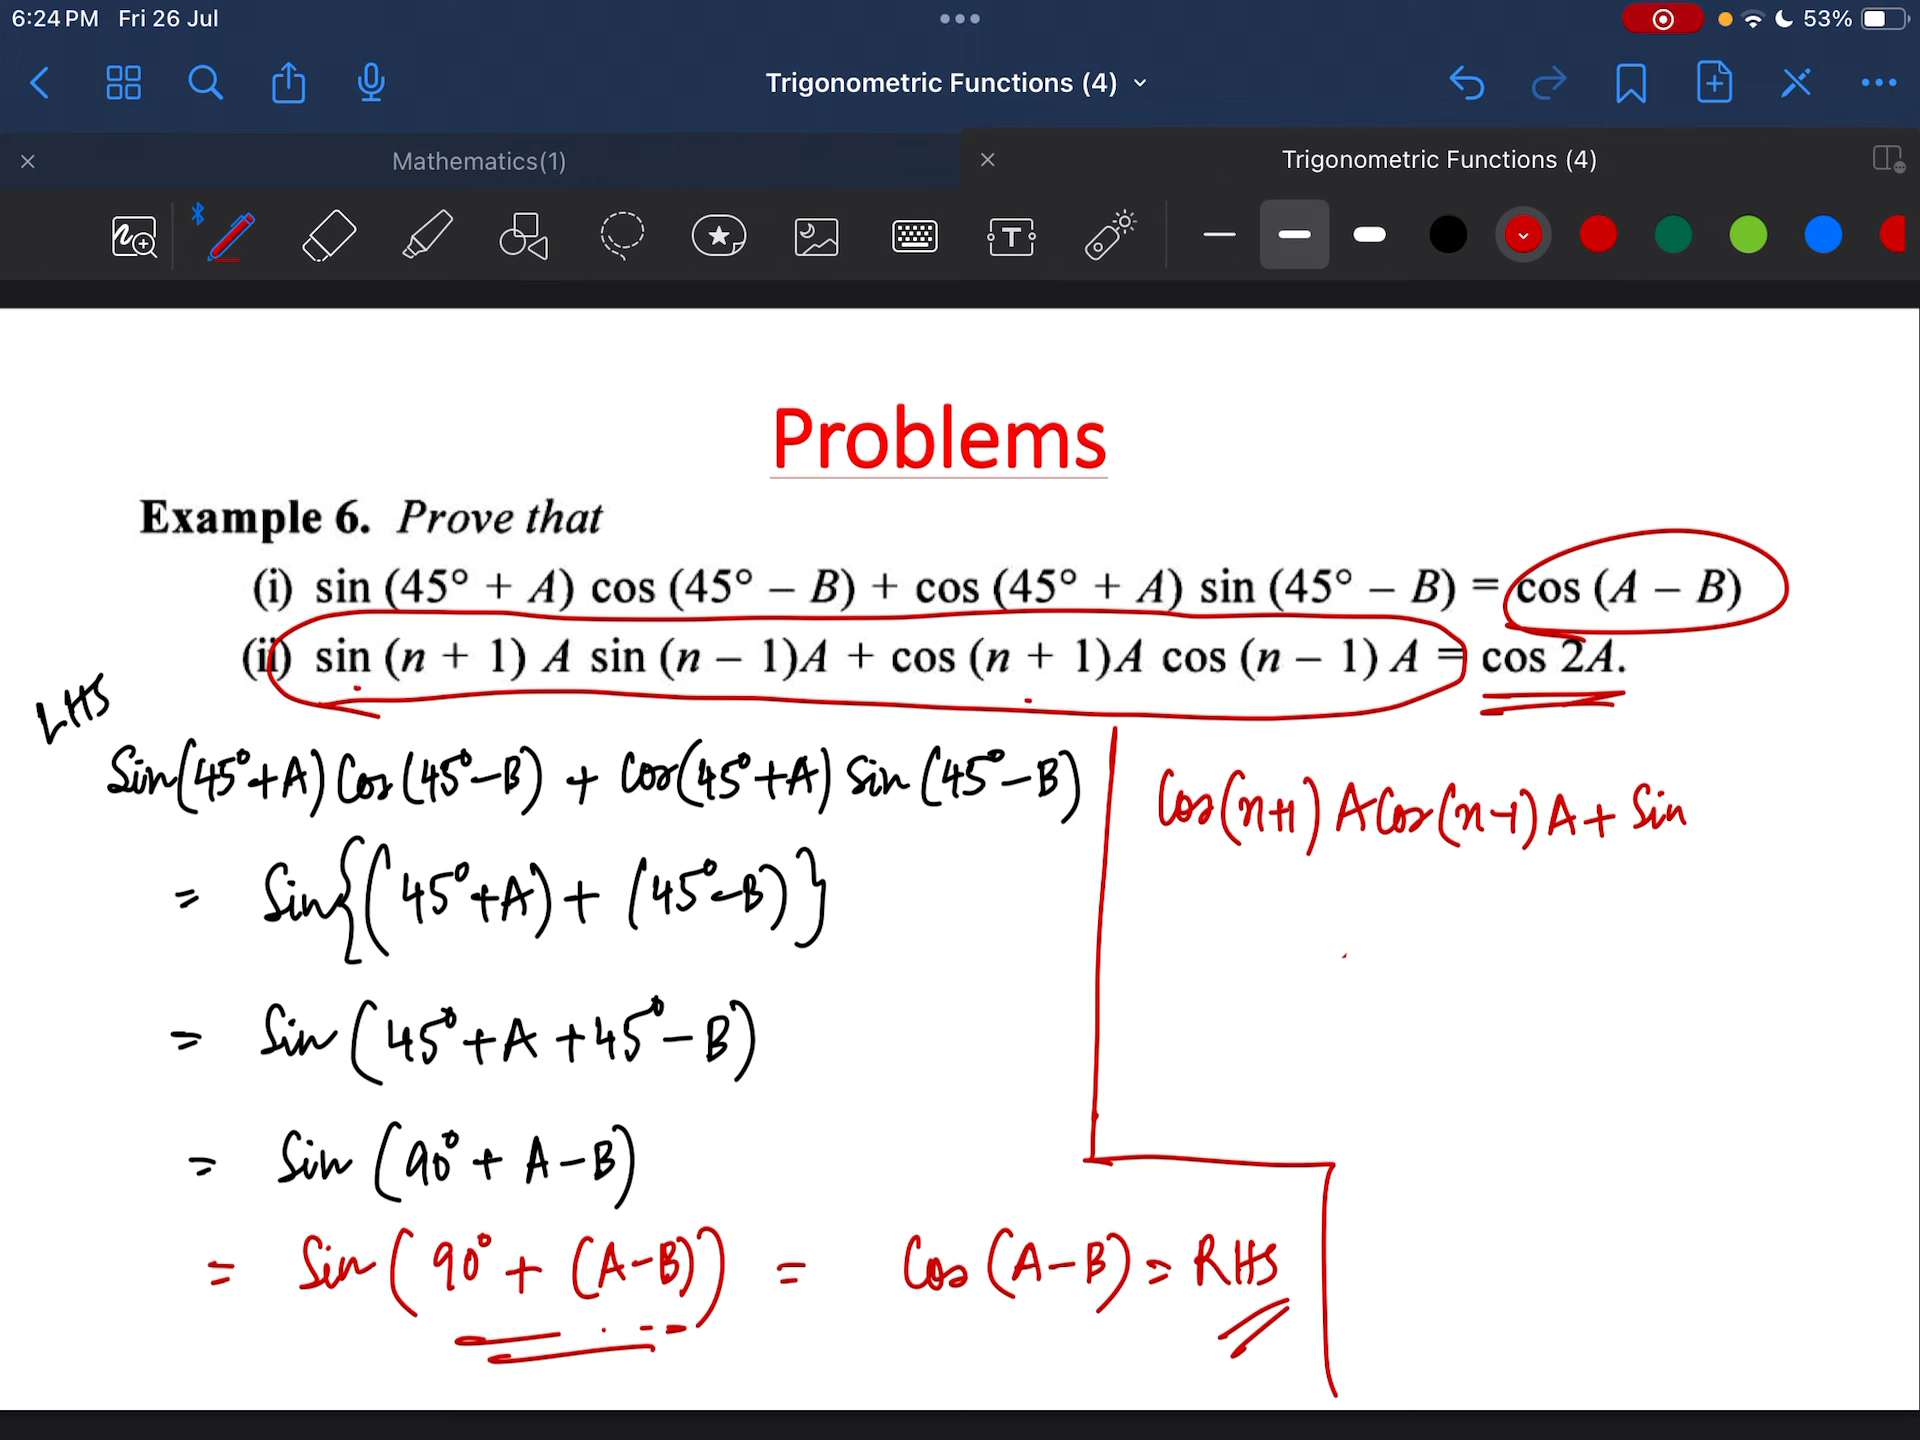 6:24 PM Fri 26 Jul
53%
Trigonometric Functions (4)
Mathematics(1)
Trigonometric Functions (4)
T
Problems
Example 6. Prove that
(i) sin (45° + A) cos (45° – B) + cos (45° + A) sin (45° – B) = cos (A – B)
(ii) sin (n + 1) A sin (n – 1)A + cos (n + 1)A cos (n – 1) A = cos 2A.
LHS
Sin(45°+A) Cos(45°-B) + Cos(45°+A) Sin(45°-B)
= Sin{(45°+A)+(45°-B)}
= Sin(45°+A+45°-B)
= Sin(90°+A-B)
= Sin(90°+(A-B)) = Cos(A-B) = RHS
Cos(n+1)A Cos(n-1)A + Sin